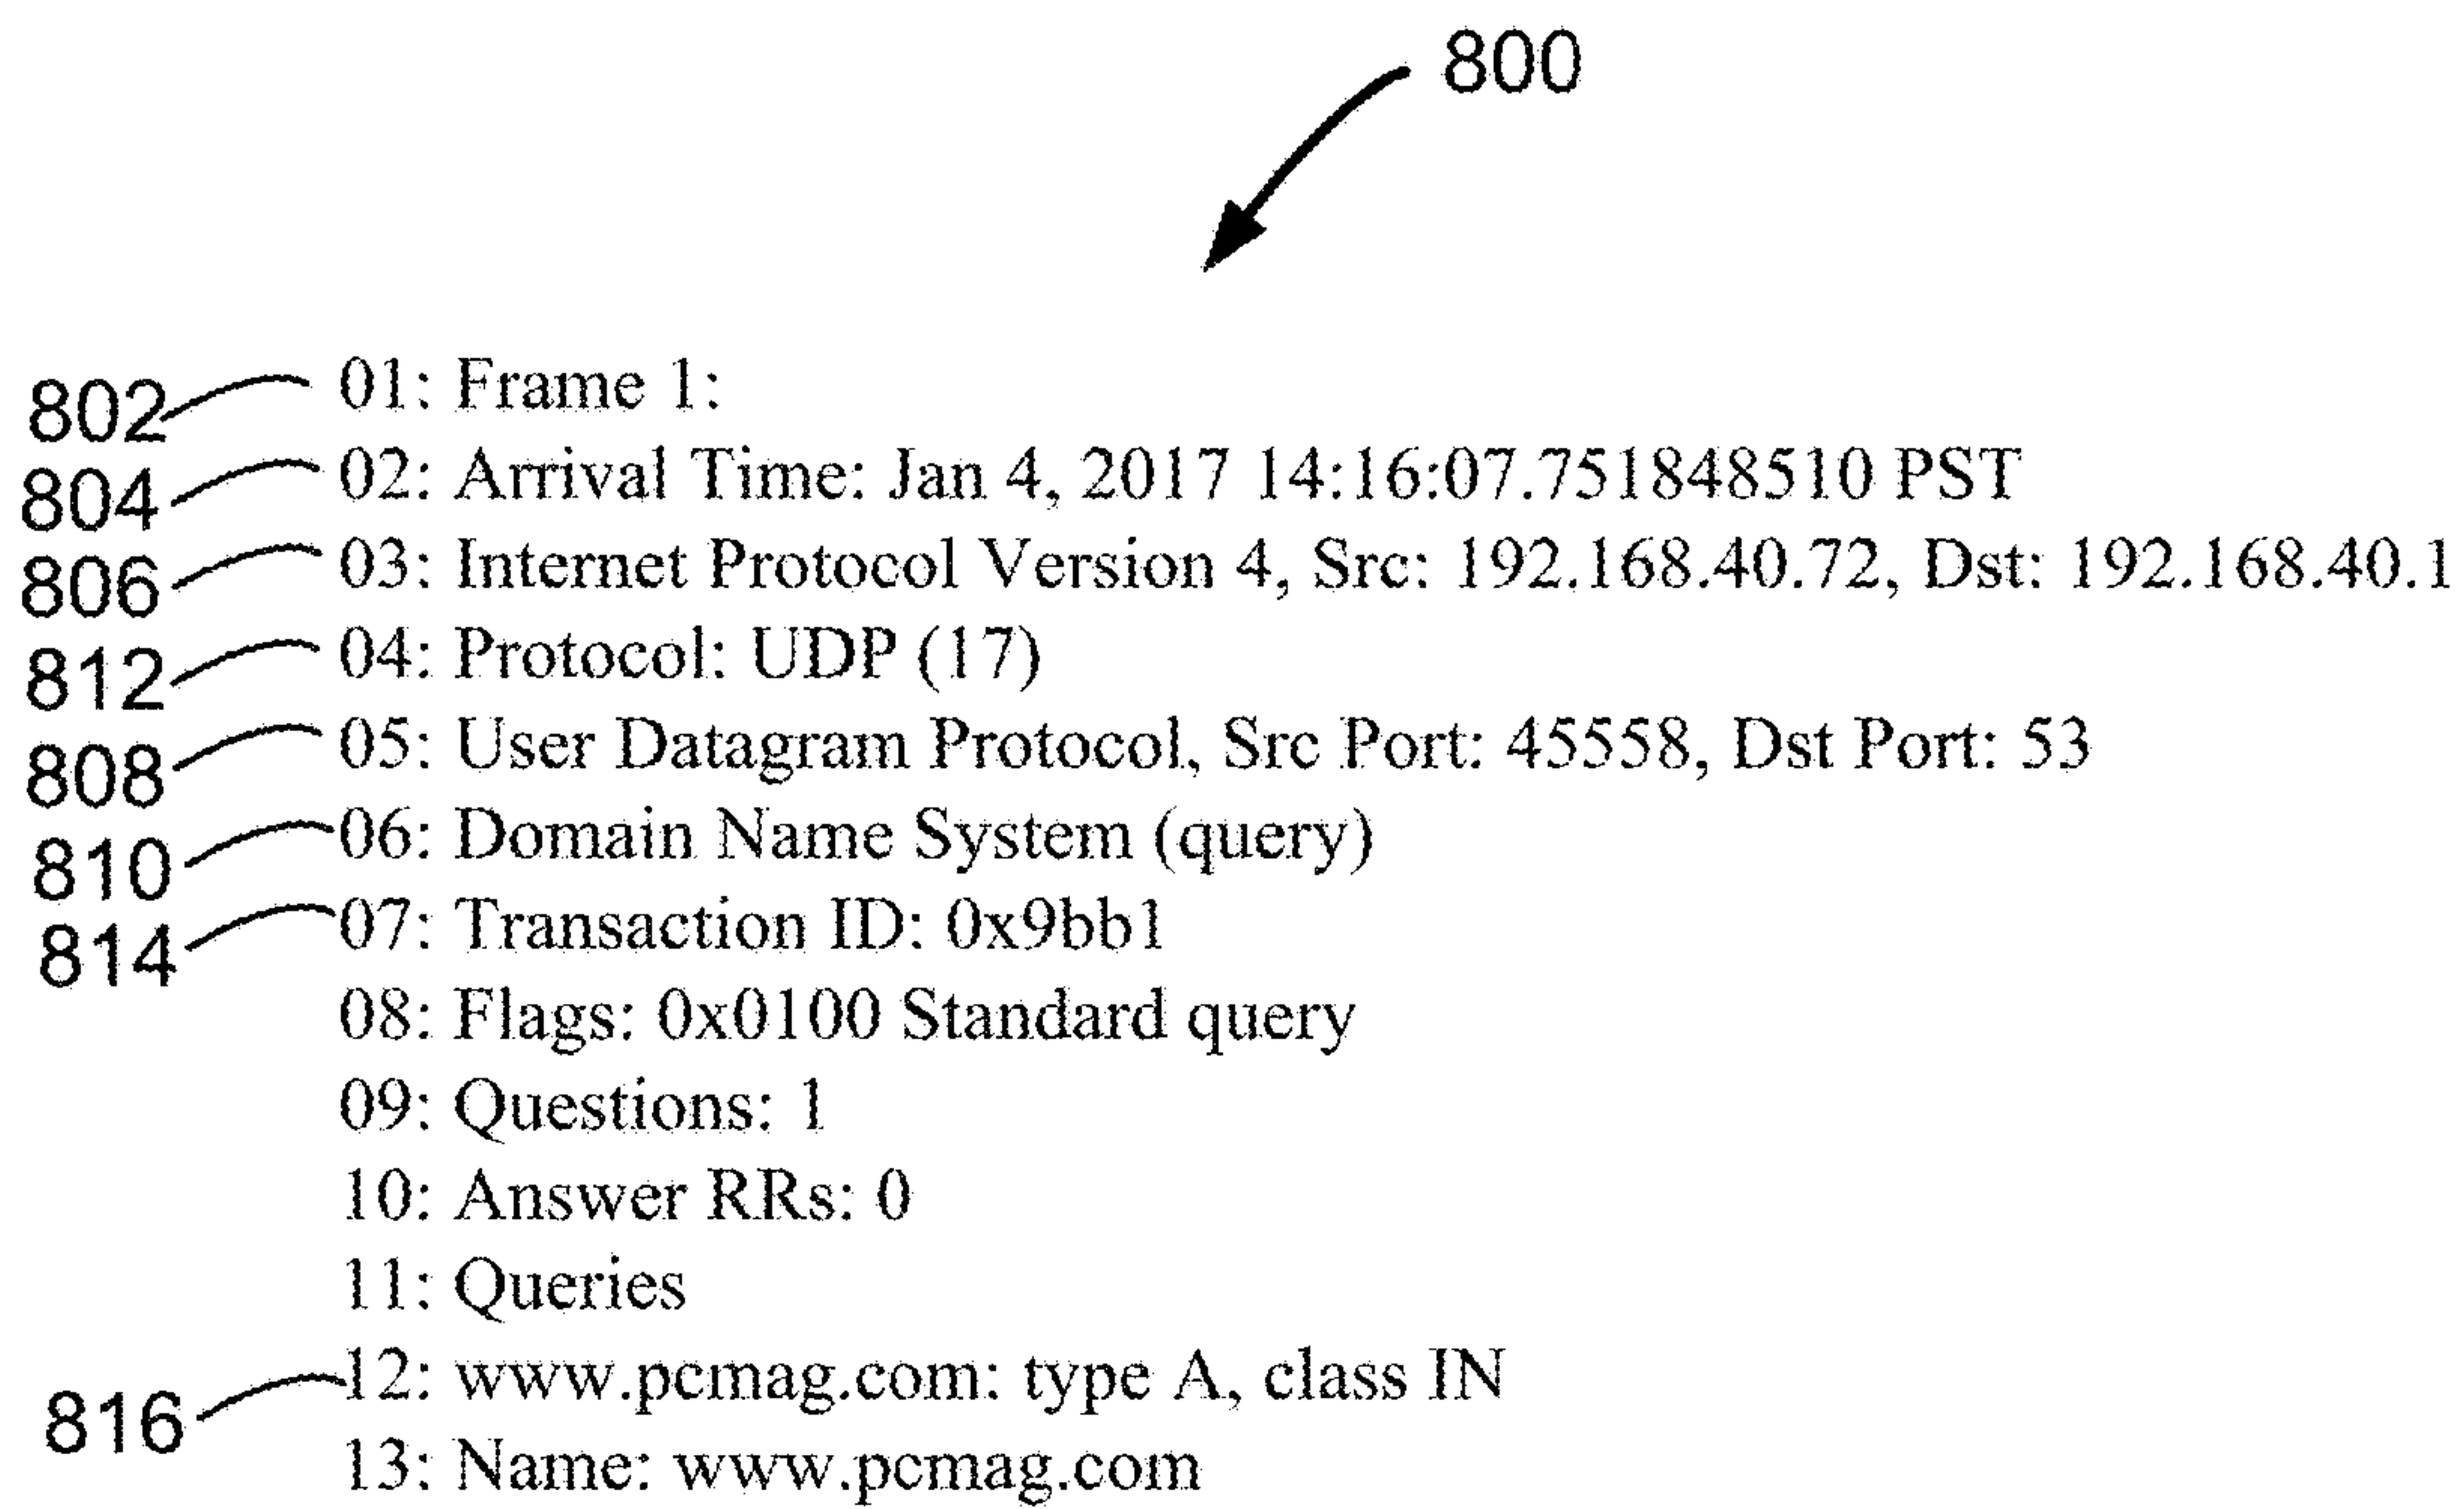 800
802 01: Frame 1:
804 02: Arrival Time: Jan 4, 2017 14:16:07.751848510 PST
806 03: Internet Protocol Version 4, Src: 192.168.40.72, Dst: 192.168.40.1
812 04: Protocol: UDP (17)
808 05: User Datagram Protocol, Src Port: 45558, Dst Port: 53
810 06: Domain Name System (query)
814 07: Transaction ID: 0x9bb1
08: Flags: 0x0100 Standard query
09: Questions: 1
10: Answer RRs: 0
11: Queries
816 12: www.pcmag.com: type A, class IN
13: Name: www.pcmag.com